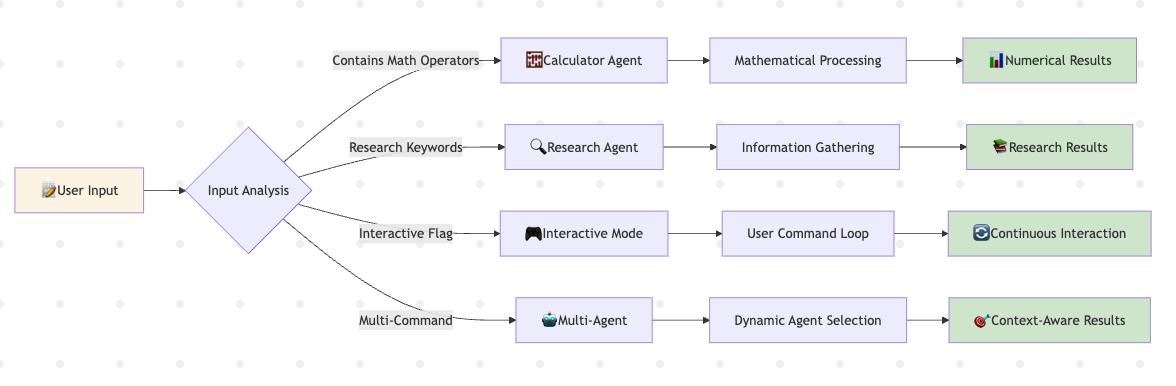 Contains Math Operators
🧮Calculator Agent
Mathematical Processing
📊Numerical Results
Research Keywords
🔍Research Agent
Information Gathering
📚Research Results
📝User Input
Input Analysis
Interactive Flag
🎮Interactive Mode
User Command Loop
🔄Continuous Interaction
Multi-Command
🤖Multi-Agent
Dynamic Agent Selection
🎯Context-Aware Results